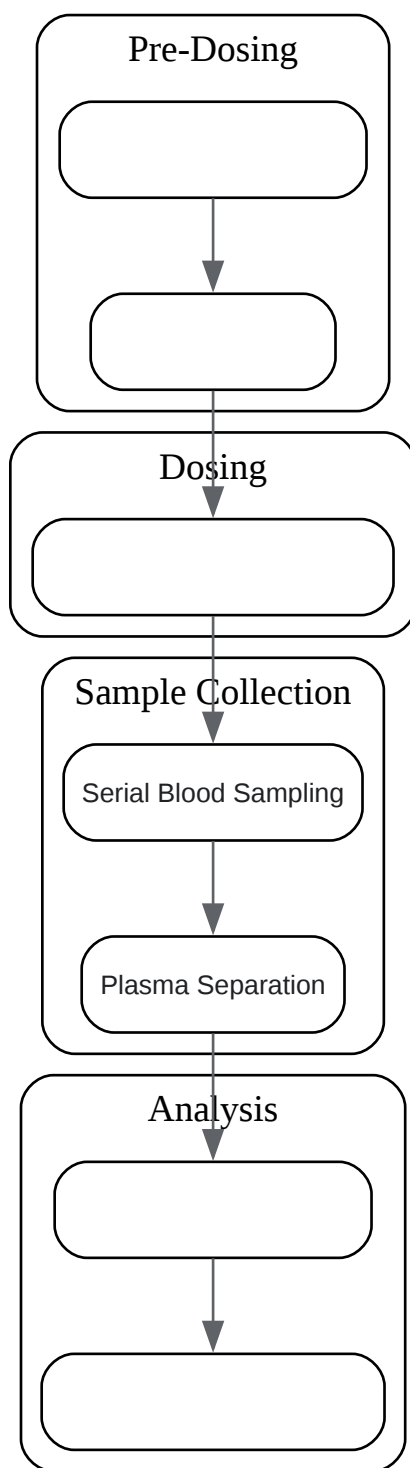 Pre-Dosing
Dosing
Sample Collection
Serial Blood Sampling
Plasma Separation
Analysis